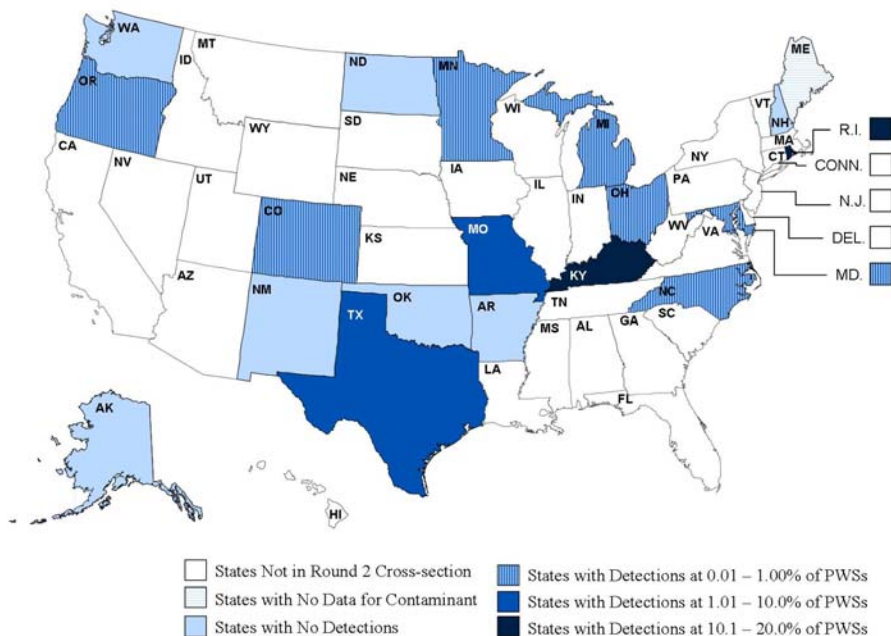 WA
MT
ME
ND
MN
ID
OR
VT
NH
WI
MI
SD
MA
R.I.
WY
NY
CT
CONN.
CA
NV
IA
NE
PA
N.J.
UT
IL
IN
OH
CO
WV
VA
DEL.
MO
KS
KY
MD.
AZ
NM
OK
NC
TN
AR
TX
SC
MS
AL
GA
LA
FL
AK
HI
States Not in Round 2 Cross-section
States with No Data for Contaminant
States with No Detections
States with Detections at 0.01 – 1.00% of PWSs
States with Detections at 1.01 – 10.0% of PWSs
States with Detections at 10.1 – 20.0% of PWSs